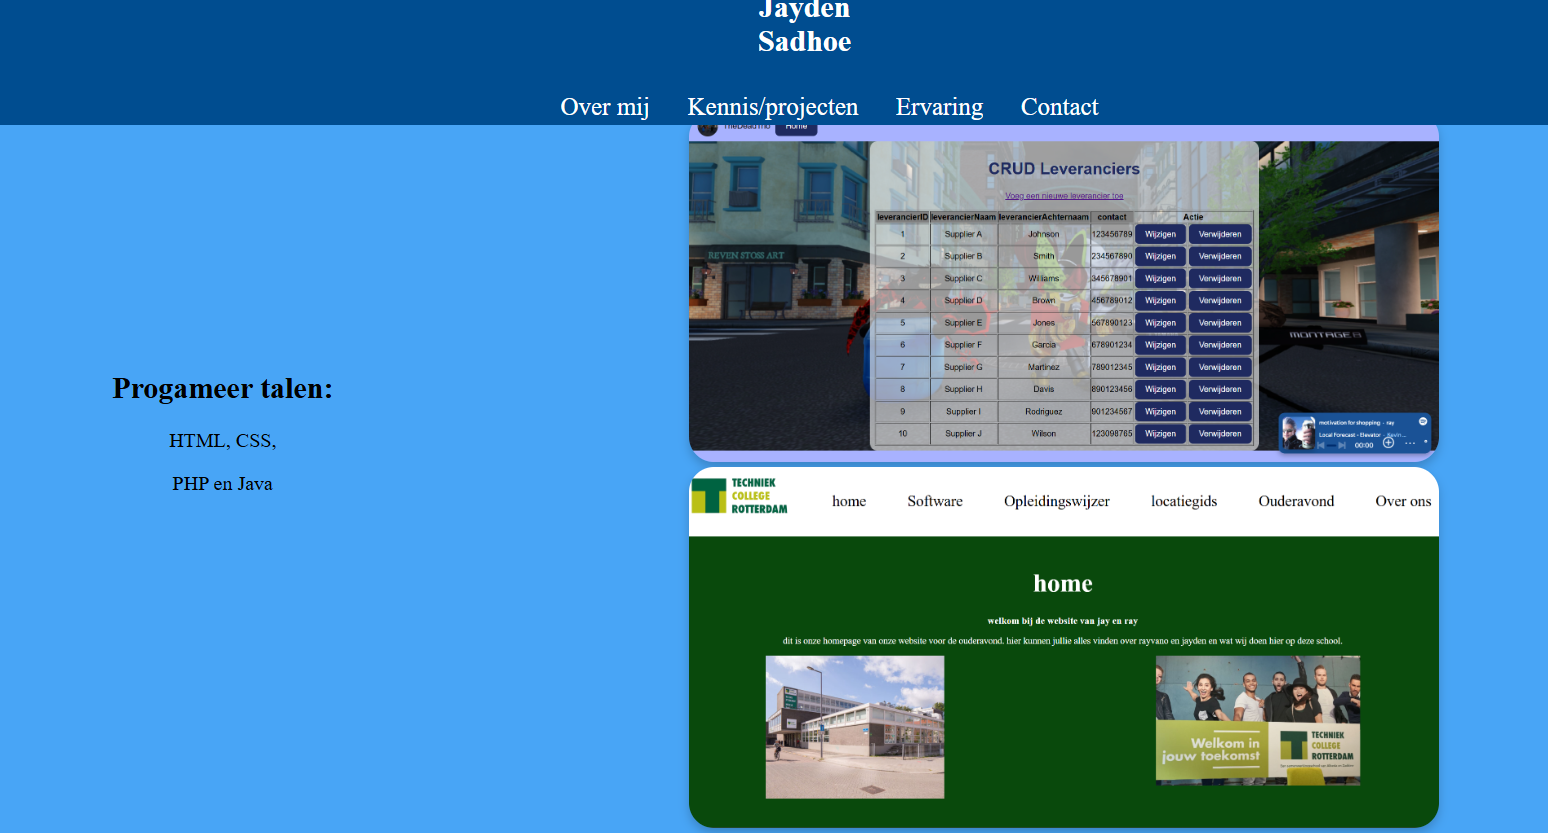 Jayden
Sadhoe
Over mij Kennis/projecten Ervaring Contact
TheDeadTrio Home
CRUD Leveranciers
Voeg een nieuwe leverancier toe
leverancierID leverancierNaam leverancierAchternaam contact Actie
1 Supplier A Johnson 123456789 Wijzigen Verwijderen
2 Supplier B Smith 234567890 Wijzigen Verwijderen
3 Supplier C Williams 345678901 Wijzigen Verwijderen
4 Supplier D Brown 456789012 Wijzigen Verwijderen
5 Supplier E Jones 567890123 Wijzigen Verwijderen
6 Supplier F Garcia 678901234 Wijzigen Verwijderen
7 Supplier G Martinez 789012345 Wijzigen Verwijderen
8 Supplier H Davis 890123456 Wijzigen Verwijderen
9 Supplier I Rodriguez 901234567 Wijzigen Verwijderen
10 Supplier J Wilson 123098765 Wijzigen Verwijderen
REVEN STOSS ART
MONTAGE
motivation for shopping - ray
Local Forecast - Elevator - Kevin...
00:00
Progameer talen:
HTML, CSS,
PHP en Java
TECHNIEK
COLLEGE
ROTTERDAM
home Software Opleidingswijzer locatiegids Ouderavond Over ons
home
welkom bij de website van jay en ray
dit is onze homepage van onze website voor de ouderavond. hier kunnen jullie alles vinden over rayvano en jayden en wat wij doen hier op deze school.
Welkom in
jouw toekomst
TECHNIEK
COLLEGE
ROTTERDAM